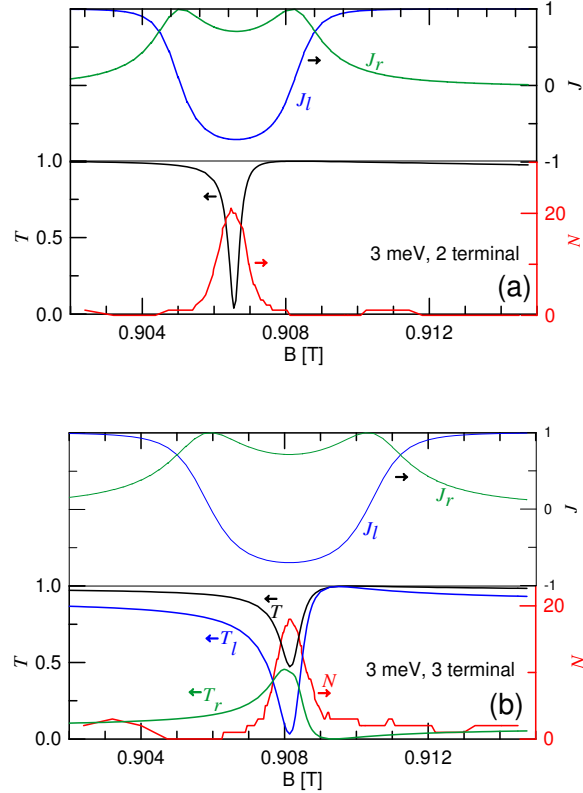 1
J_r
0
J
J_l
1.0
-1
←
20
T
0.5
→
N
3 meV, 2 terminal
(a)
0.0
0
0.904
0.908
0.912
B [T]
1
J_r
0
J
J_l
1.0
-1
← T
20
← T_l
T
0.5
3 meV, 3 terminal
N
← T_r
N →
(b)
0.0
0
0.904
0.908
0.912
B [T]